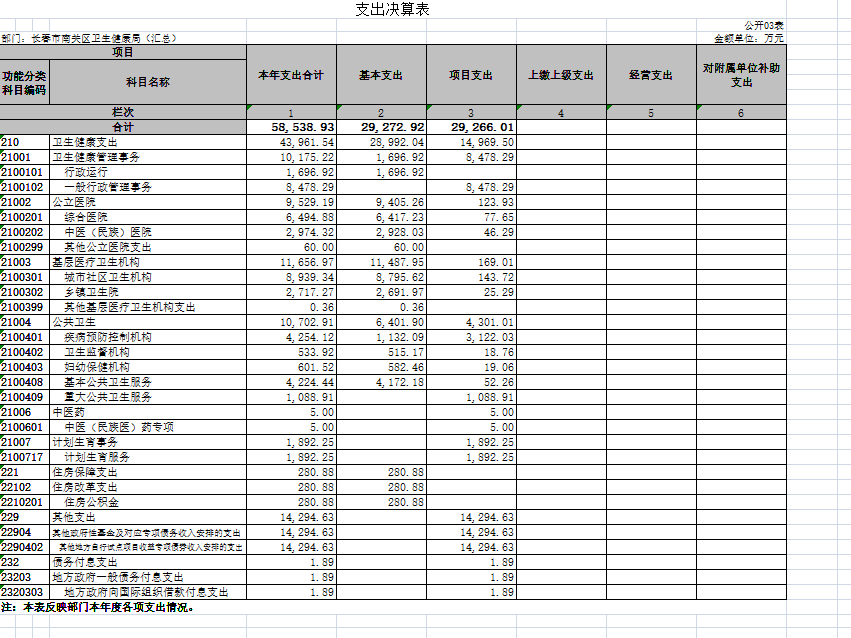 支出决算表
公开03表
部门：长春市南关区卫生健康局（汇总） 金额单位：万元
项目 本年支出合计 基本支出 项目支出 上缴上级支出 经营支出 对附属单位补助支出
功能分类科目编码 科目名称
栏次 1 2 3 4 5 6
合计 58,538.93 29,272.92 29,266.01
210 卫生健康支出 43,961.54 28,992.04 14,969.50
21001 卫生健康管理事务 10,175.22 1,696.92 8,478.29
2100101 行政运行 1,696.92 1,696.92
2100102 一般行政管理事务 8,478.29 8,478.29
21002 公立医院 9,529.19 9,405.26 123.93
2100201 综合医院 6,494.88 6,417.23 77.65
2100202 中医（民族）医院 2,974.32 2,928.03 46.29
2100299 其他公立医院支出 60.00 60.00
21003 基层医疗卫生机构 11,656.97 11,487.95 169.01
2100301 城市社区卫生机构 8,939.34 8,795.62 143.72
2100302 乡镇卫生院 2,717.27 2,691.97 25.29
2100399 其他基层医疗卫生机构支出 0.36 0.36
21004 公共卫生 10,702.91 6,401.90 4,301.01
2100401 疾病预防控制机构 4,254.12 1,132.09 3,122.03
2100402 卫生监督机构 533.92 515.17 18.76
2100403 妇幼保健机构 601.52 582.46 19.06
2100408 基本公共卫生服务 4,224.44 4,172.18 52.26
2100409 重大公共卫生服务 1,088.91 1,088.91
21006 中医药 5.00 5.00
2100601 中医（民族医）药专项 5.00 5.00
21007 计划生育事务 1,892.25 1,892.25
2100717 计划生育服务 1,892.25 1,892.25
221 住房保障支出 280.88 280.88
22102 住房改革支出 280.88 280.88
2210201 住房公积金 280.88 280.88
229 其他支出 14,294.63 14,294.63
22904 其他政府性基金及对应专项债务收入安排的支出 14,294.63 14,294.63
2290402 其他地方自行试点项目收益专项债券收入安排的支出 14,294.63 14,294.63
232 债务付息支出 1.89 1.89
23203 地方政府一般债务付息支出 1.89 1.89
2320303 地方政府向国际组织借款付息支出 1.89 1.89
注：本表反映部门本年度各项支出情况。